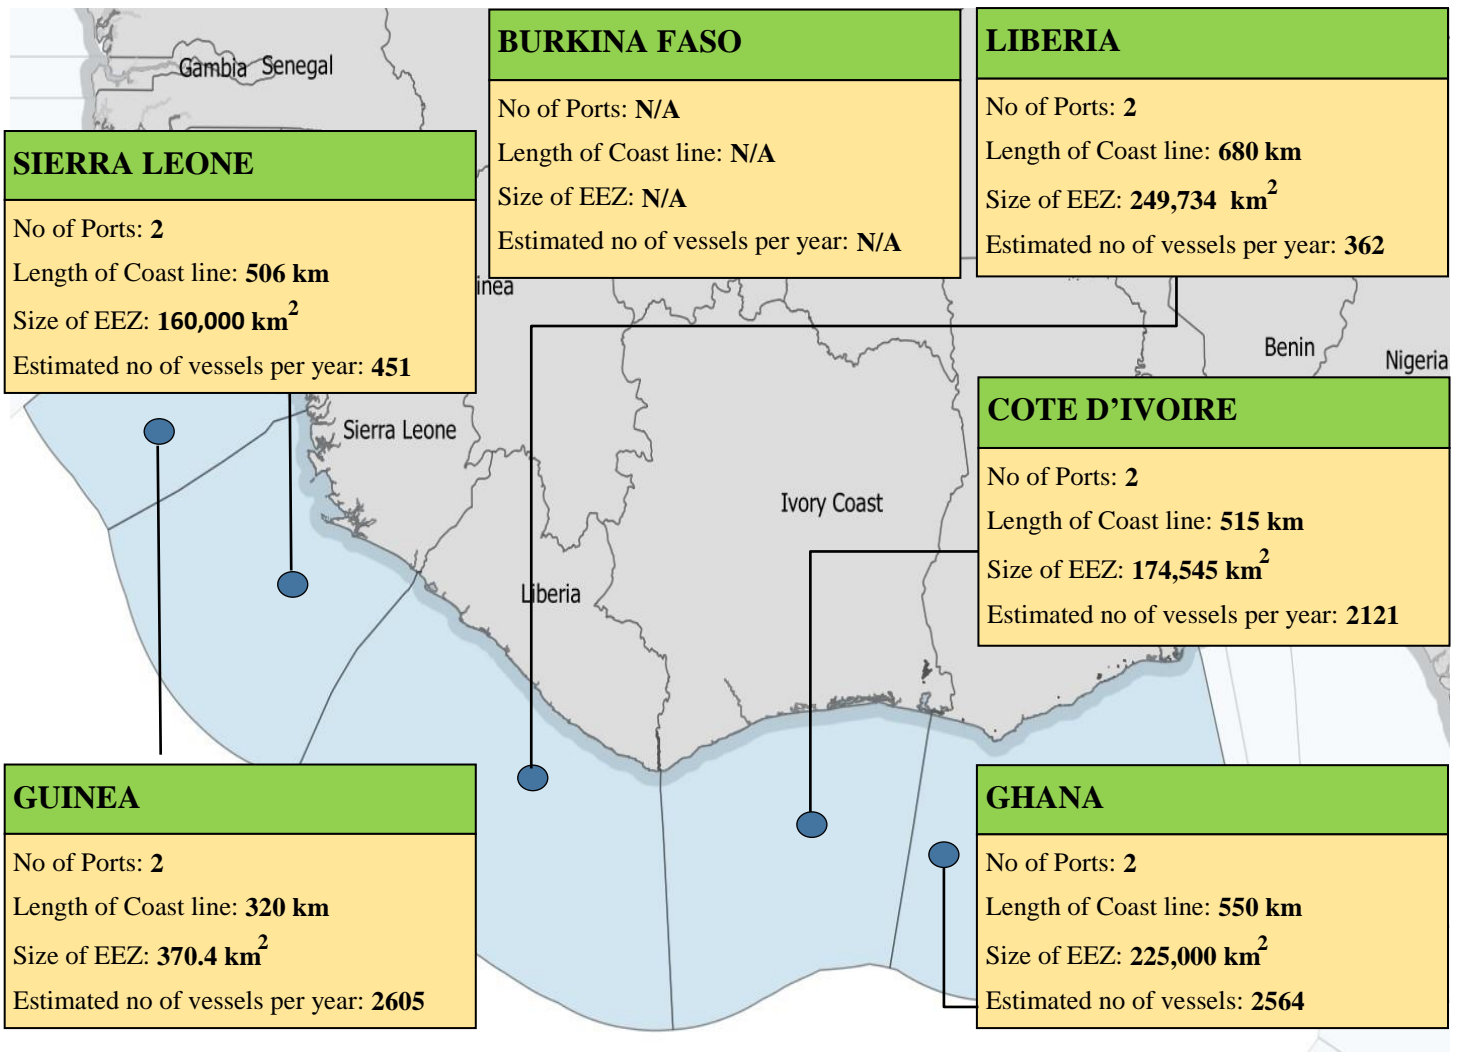 Gambia Senegal
BURKINA FASO
No of Ports: N/A
Length of Coast line: N/A
Size of EEZ: N/A
Estimated no of vessels per year: N/A
LIBERIA
No of Ports: 2
Length of Coast line: 680 km
Size of EEZ: 249,734 km²
Estimated no of vessels per year: 362
SIERRA LEONE
No of Ports: 2
Length of Coast line: 506 km
Size of EEZ: 160,000 km²
Estimated no of vessels per year: 451
inea
Benin
Nigeria
Sierra Leone
Ivory Coast
Liberia
COTE D’IVOIRE
No of Ports: 2
Length of Coast line: 515 km
Size of EEZ: 174,545 km²
Estimated no of vessels per year: 2121
GUINEA
No of Ports: 2
Length of Coast line: 320 km
Size of EEZ: 370.4 km²
Estimated no of vessels per year: 2605
GHANA
No of Ports: 2
Length of Coast line: 550 km
Size of EEZ: 225,000 km²
Estimated no of vessels: 2564